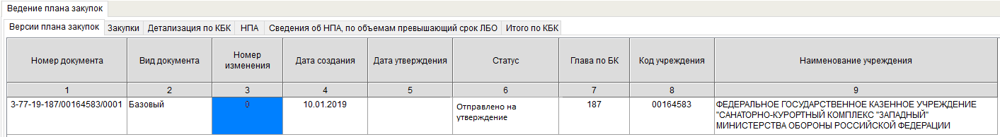 Ведение плана закупок
Версии плана закупок Закупки Детализация по КБК НПА Сведения об НПА, по объемам превышающий срок ЛБО Итого по КБК
Номер документа Вид документа Номер изменения Дата создания Дата утверждения Статус Глава по БК Код учреждения Наименование учреждения
1 2 3 4 5 6 7 8 9
3-77-19-187/00164583/0001 Базовый 0 10.01.2019 Отправлено на утверждение 187 00164583 ФЕДЕРАЛЬНОЕ ГОСУДАРСТВЕННОЕ КАЗЕННОЕ УЧРЕЖДЕНИЕ
"САНАТОРНО-КУРОРТНЫЙ КОМПЛЕКС "ЗАПАДНЫЙ"
МИНИСТЕРСТВА ОБОРОНЫ РОССИЙСКОЙ ФЕДЕРАЦИИ